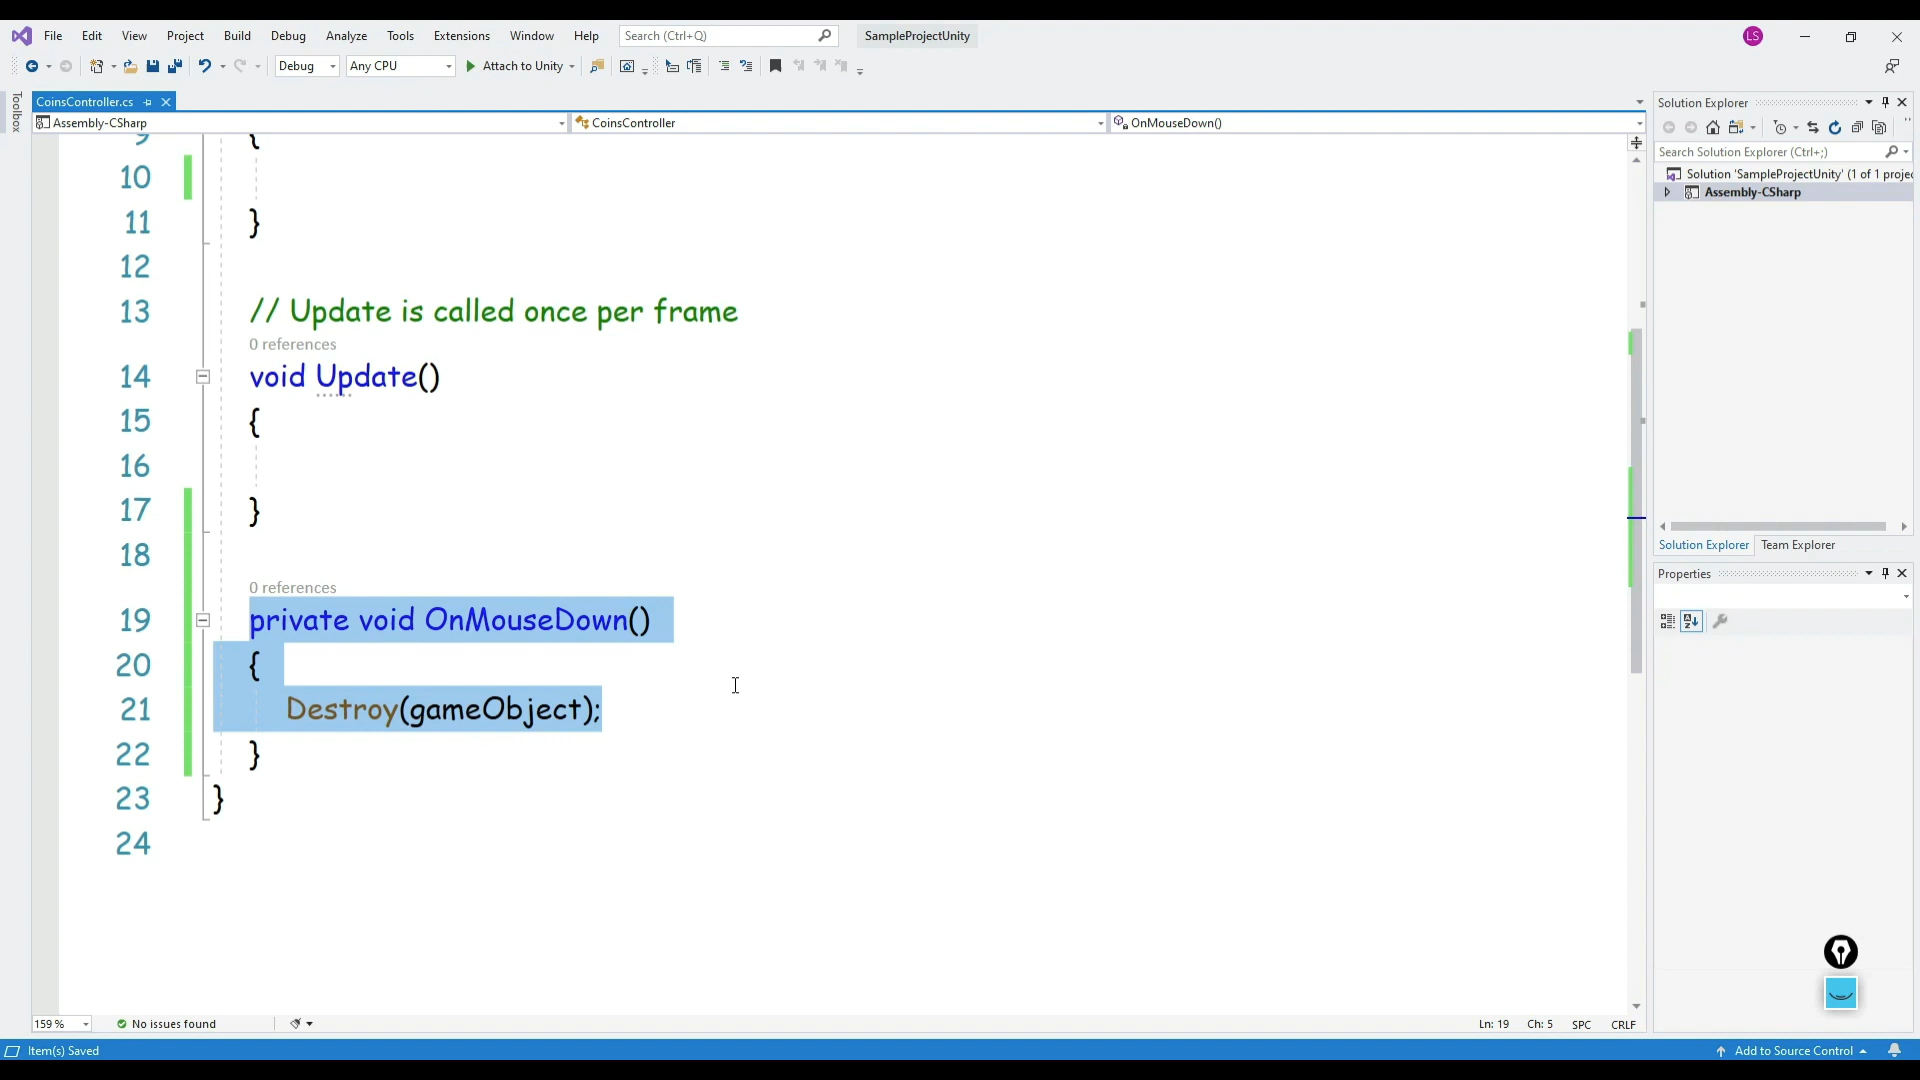 File Edit View Project Build Debug Analyze Tools Extensions Window Help Search (Ctrl+Q) SampleProjectUnity LS
Debug Any CPU Attach to Unity
Toolbox
CoinsController.cs
Solution Explorer
Assembly-CSharp CoinsController OnMouseDown()
Search Solution Explorer (Ctrl+;)
Solution 'SampleProjectUnity' (1 of 1 projec
Assembly-CSharp
9 {
10
11 }
12
13 // Update is called once per frame
0 references
14 void Update()
15 {
16
17 }
18
0 references
19 private void OnMouseDown()
20 {
21 Destroy(gameObject);
22 }
23 }
24
Solution Explorer Team Explorer
Properties
159 % No issues found Ln: 19 Ch: 5 SPC CRLF
Item(s) Saved Add to Source Control